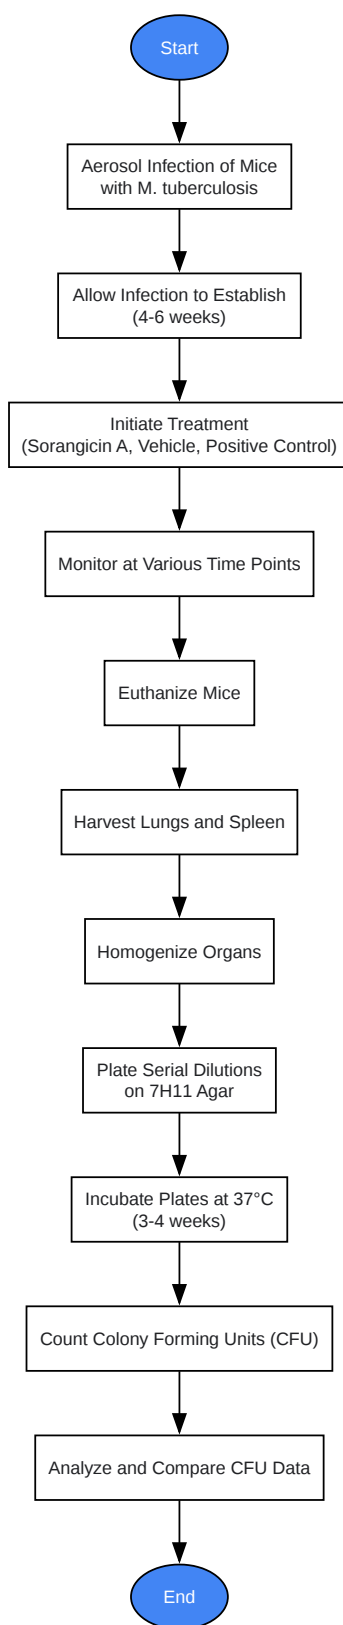 Start
Aerosol Infection of Mice
with M. tuberculosis
Allow Infection to Establish
(4-6 weeks)
Initiate Treatment
(Sorangicin A, Vehicle, Positive Control)
Monitor at Various Time Points
Euthanize Mice
Harvest Lungs and Spleen
Homogenize Organs
Plate Serial Dilutions
on 7H11 Agar
Incubate Plates at 37°C
(3-4 weeks)
Count Colony Forming Units (CFU)
Analyze and Compare CFU Data
End